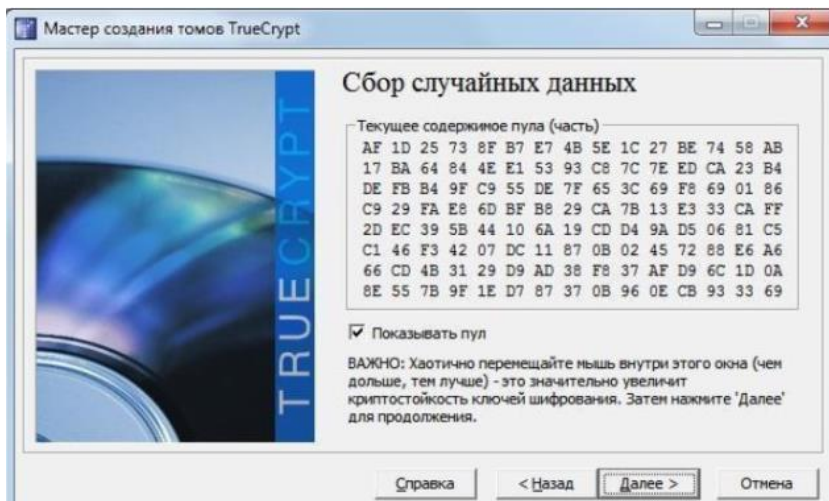 Мастер создания томов TrueCrypt
TRUECRYPT
Сбор случайных данных
Текущее содержимое пула (часть)
AF 1D 25 73 8F B7 E7 4B 5E 1C 27 BE 74 58 AB
17 BA 64 84 4E E1 53 93 C8 7C 7E ED CA 23 B4
DE FB B4 9F C9 55 DE 7F 65 3C 69 F8 69 01 86
C9 29 FA E8 6D BF B8 29 CA 7B 13 E3 33 CA FF
2D EC 39 5B 44 10 6A 19 CD D4 9A D5 06 81 C5
C1 46 F3 42 07 DC 11 87 0B 02 45 72 88 E6 A6
66 CD 4B 31 29 D9 AD 38 F8 37 AF D9 6C 1D 0A
8E 55 7B 9F 1E D7 87 37 0B 96 0E CB 93 33 69
Показывать пул
ВАЖНО: Хаотично перемещайте мышь внутри этого окна (чем
дольше, тем лучше) - это значительно увеличит
криптостойкость ключей шифрования. Затем нажмите 'Далее'
для продолжения.
Справка
< Назад
Далее >
Отмена